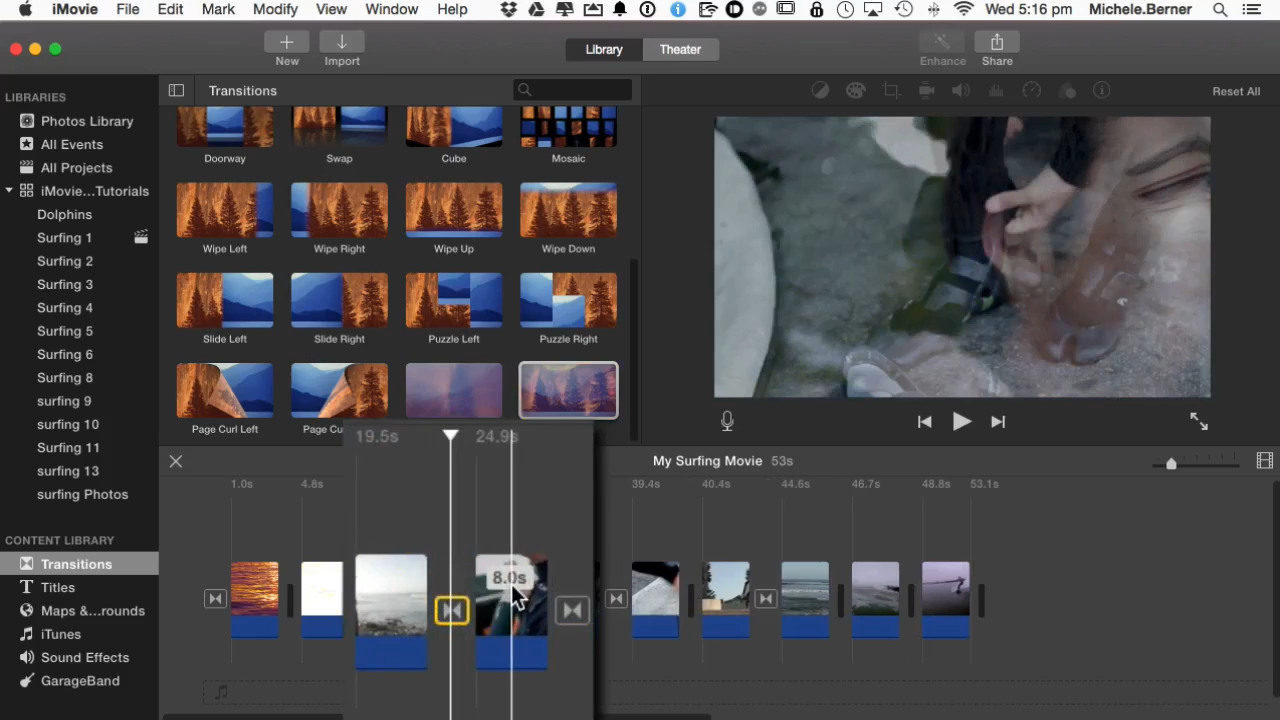 iMovie File Edit Mark Modify View Window Help Wed 5:16 pm Michele.Berner
New Import Library Theater Enhance Share
LIBRARIES
Photos Library
All Events
All Projects
iMovie...Tutorials
Dolphins
Surfing 1
Surfing 2
Surfing 3
Surfing 4
Surfing 5
Surfing 6
Surfing 8
surfing 9
surfing 10
Surfing 11
surfing 13
surfing Photos
CONTENT LIBRARY
Transitions
Titles
Maps &...rounds
iTunes
Sound Effects
GarageBand
Transitions
Doorway Swap Cube Mosaic
Wipe Left Wipe Right Wipe Up Wipe Down
Slide Left Slide Right Puzzle Left Puzzle Right
Page Curl Left Page Cu
Reset All
My Surfing Movie 53s
1.0s 4.8s 19.5s 24.9s 39.4s 40.4s 44.6s 46.7s 48.8s 53.1s
8.0s